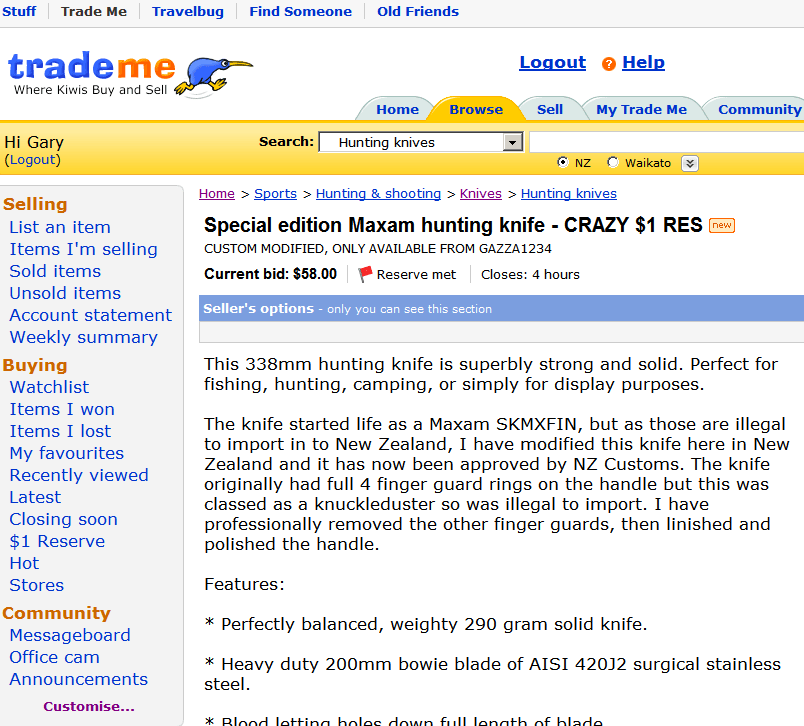 Stuff Trade Me Travelbug Find Someone Old Friends
trademe
Where Kiwis Buy and Sell
Logout ? Help
Home Browse Sell My Trade Me Community
Hi Gary
(Logout)
Search: Hunting knives
NZ Waikato
Selling
List an item
Items I'm selling
Sold items
Unsold items
Account statement
Weekly summary
Buying
Watchlist
Items I won
Items I lost
My favourites
Recently viewed
Latest
Closing soon
$1 Reserve
Hot
Stores
Community
Messageboard
Office cam
Announcements
Customise...
Home > Sports > Hunting & shooting > Knives > Hunting knives
Special edition Maxam hunting knife - CRAZY $1 RES new
CUSTOM MODIFIED, ONLY AVAILABLE FROM GAZZA1234
Current bid: $58.00 Reserve met Closes: 4 hours
Seller's options - only you can see this section
This 338mm hunting knife is superbly strong and solid. Perfect for
fishing, hunting, camping, or simply for display purposes.
The knife started life as a Maxam SKMXFIN, but as those are illegal
to import in to New Zealand, I have modified this knife here in New
Zealand and it has now been approved by NZ Customs. The knife
originally had full 4 finger guard rings on the handle but this was
classed as a knuckleduster so was illegal to import. I have
professionally removed the other finger guards, then linished and
polished the handle.
Features:
* Perfectly balanced, weighty 290 gram solid knife.
* Heavy duty 200mm bowie blade of AISI 420J2 surgical stainless
steel.
* Blood letting holes down full length of blade